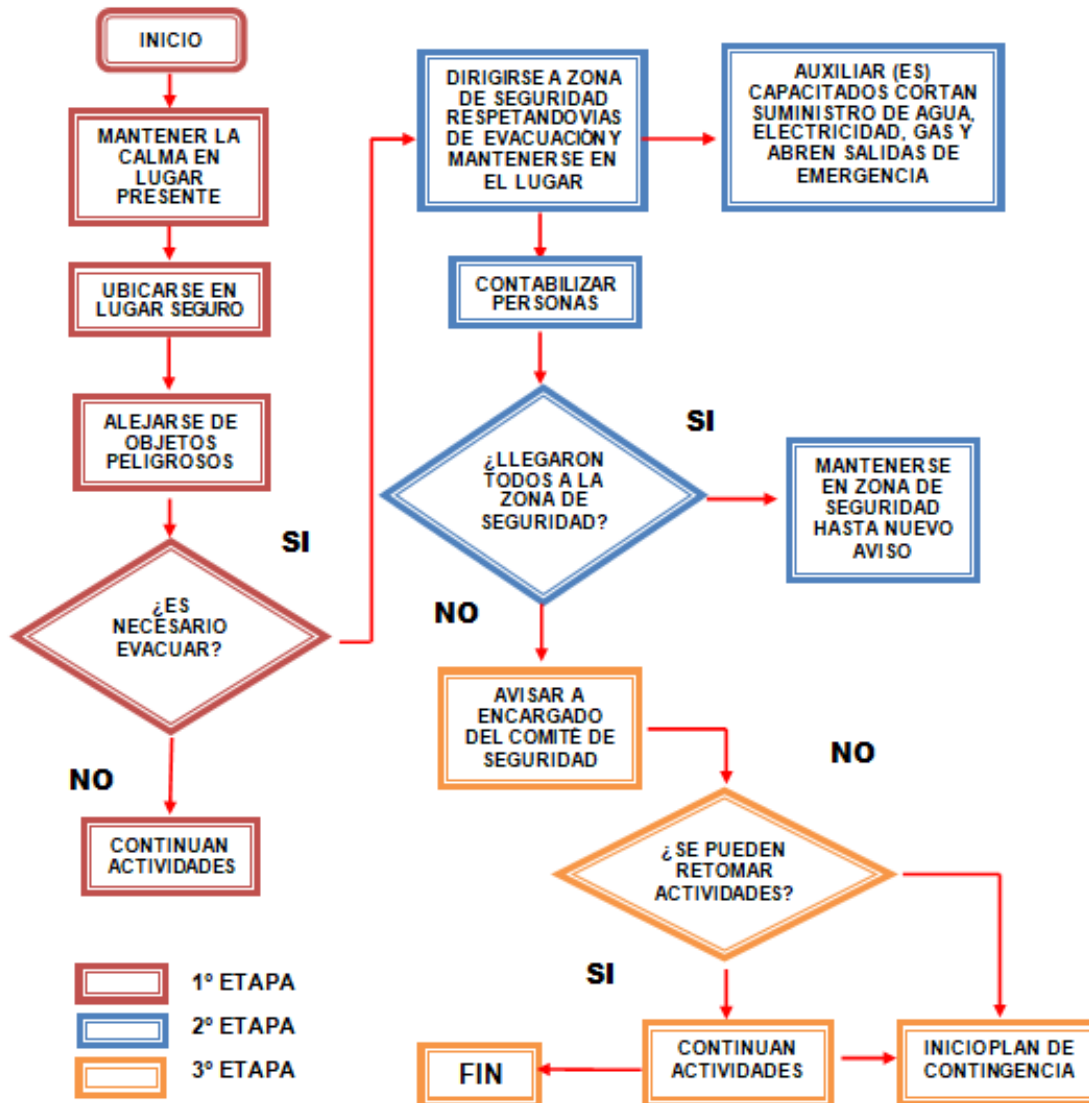 INICIO
MANTENER LA
CALMA EN
LUGAR
PRESENTE
UBICARSE EN
LUGAR SEGURO
ALEJARSE DE
OBJETOS
PELIGROSOS
SI
¿ES
NECESARIO
EVACUAR?
NO
CONTINUAN
ACTIVIDADES
DIRIGIRSE A ZONA
DE SEGURIDAD
RESPETANDOVIAS
DE EVACUACIÓN Y
MANTENERSE EN
EL LUGAR
AUXILIAR (ES)
CAPACITADOS CORTAN
SUMINISTRO DE AGUA,
ELECTRICIDAD, GAS Y
ABREN SALIDAS DE
EMERGENCIA
CONTABILIZAR
PERSONAS
SI
¿LLEGARON
TODOS A LA
ZONA DE
SEGURIDAD?
MANTENERSE
EN ZONA DE
SEGURIDAD
HASTA NUEVO
AVISO
NO
AVISAR A
ENCARGADO
DEL COMITÉ DE
SEGURIDAD
NO
¿SE PUEDEN
RETOMAR
ACTIVIDADES?
SI
CONTINUAN
ACTIVIDADES
INICIOPLAN DE
CONTINGENCIA
FIN
1º ETAPA
2º ETAPA
3º ETAPA